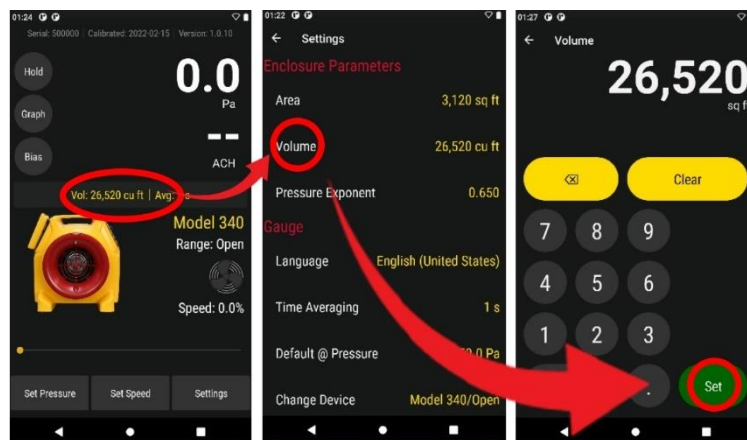 01:24
Serial: 500000 | Calibrated: 2022-02-15 | Version: 1.0.10
Hold
0.0
Pa
Graph
--
ACH
Bias
Vol: 26,520 cu ft | Avg:
Model 340
Range: Open
Speed: 0.0%
Set Pressure Set Speed Settings
01:22
← Settings
Enclosure Parameters
Area 3,120 sq ft
Volume 26,520 cu ft
Pressure Exponent 0.650
Gauge
Language English (United States)
Time Averaging 1 s
Default @ Pressure 0 Pa
Change Device Model 340/Open
01:27
← Volume
26,520
sq f
Clear
7 8 9
4 5 6
1 2 3
. Set